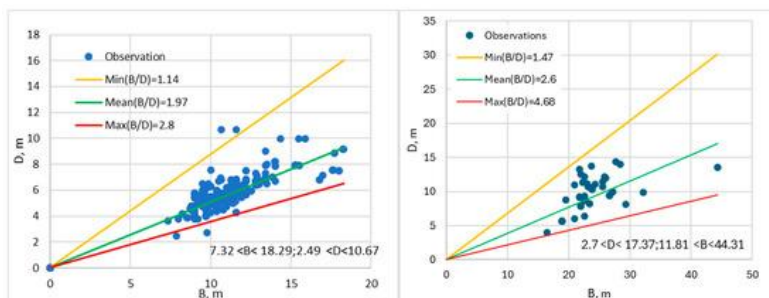 18
16
14
12
10
8
6
4
2
0
D, m
Observation
Min(B/D)=1.14
Mean(B/D)=1.97
Max(B/D)=2.8
7.32 <B< 18.29;2.49 <D<10.67
0 5 10 15 20
B, m
35
30
25
20
15
10
5
0
D, m
Observations
Min(B/D)=1.47
Mean(B/D)=2.6
Max(B/D)=4.68
2.7 <D< 17.37;11.81 <B<44.31
0 10 20 30 40 50
B, m